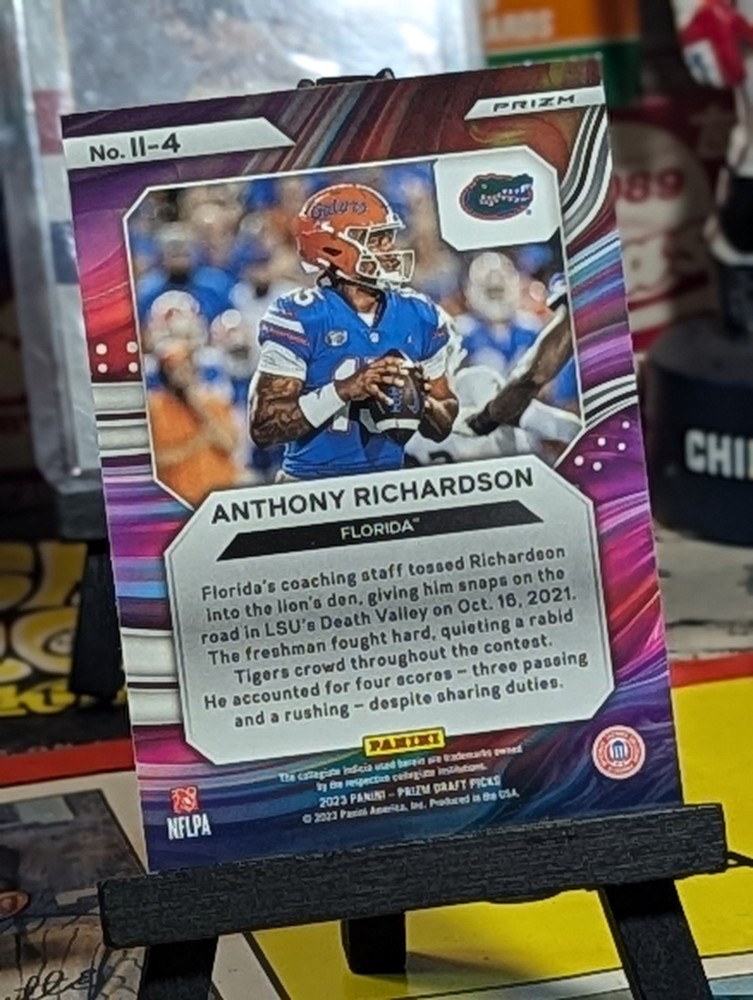 ARDS
No. II-4
PRIZM
Gators
989
15
CHI
ANTHONY RICHARDSON
FLORIDA™
Florida's coaching staff tossed Richardson
into the lion's den, giving him snaps on the
road in LSU's Death Valley on Oct. 16, 2021.
The freshman fought hard, quieting a rabid
Tigers crowd throughout the contest.
He accounted for four scores – three passing
and a rushing – despite sharing duties.
PANINI
The collegiate indicia used herein are trademarks owned
by the respective collegiate institutions.
2023 PANINI - PRIZM DRAFT PICKS
© 2023 Panini America, Inc. Produced in the USA.
NFLPA